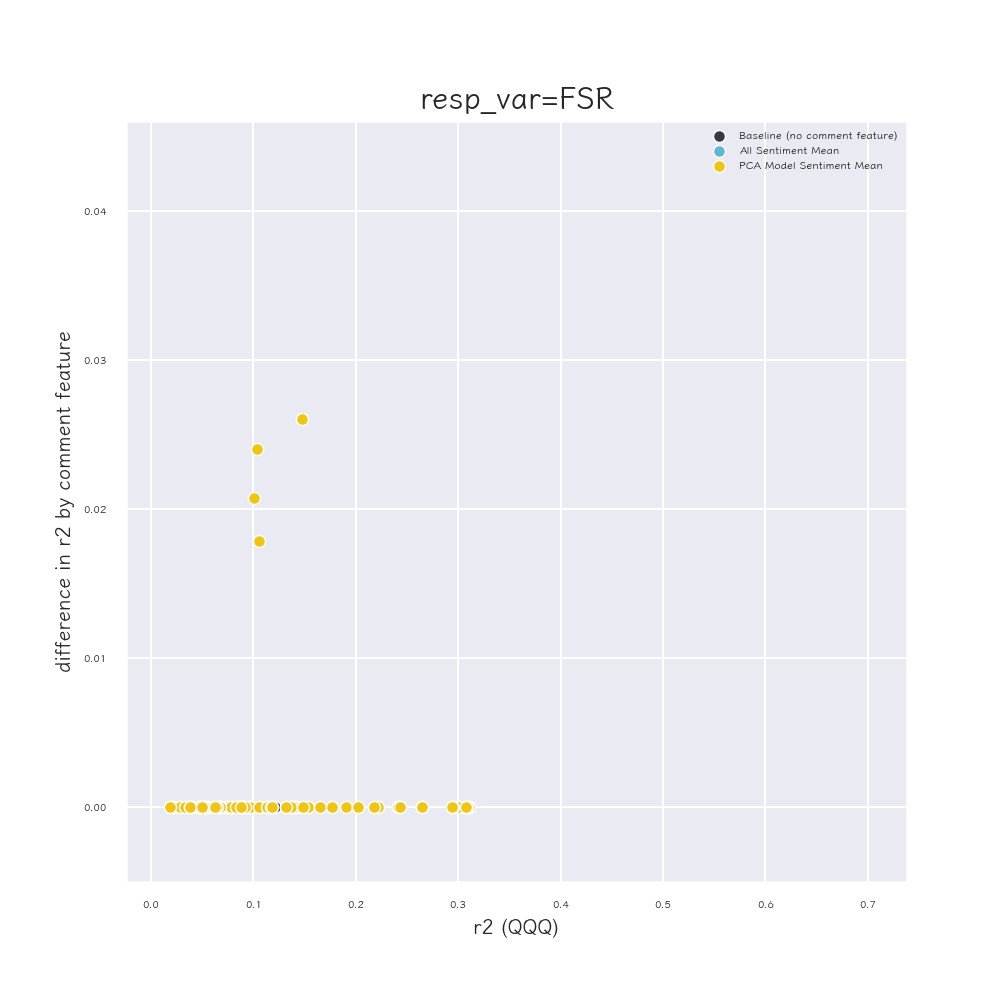 resp_var=FSR
Baseline (no comment feature)
All Sentiment Mean
PCA Model Sentiment Mean
difference in r2 by comment feature
0.04
0.03
0.02
0.01
0.00
0.0 0.1 0.2 0.3 0.4 0.5 0.6 0.7
r2 (QQQ)